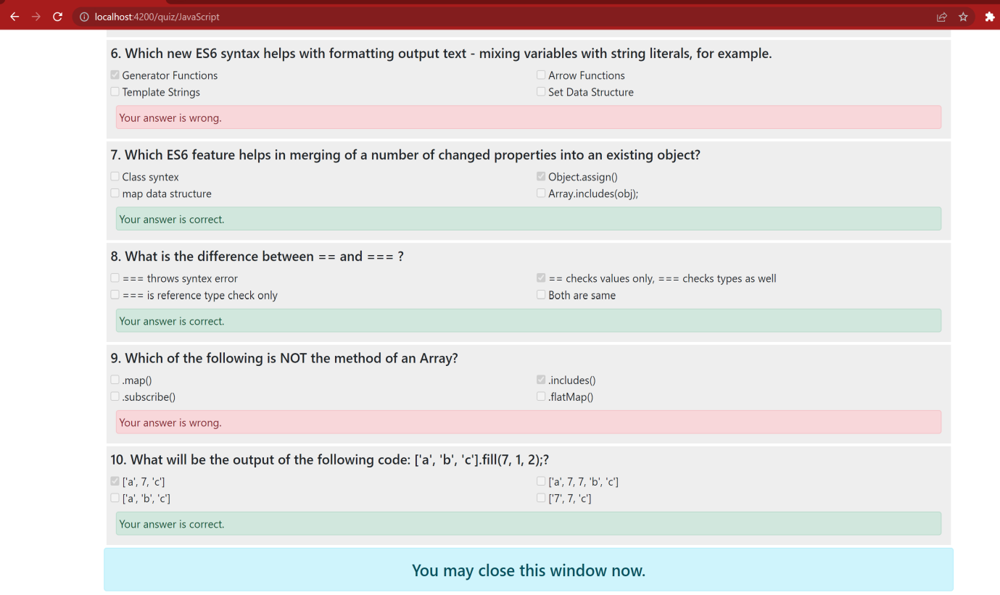 localhost:4200/quiz/JavaScript
6. Which new ES6 syntax helps with formatting output text - mixing variables with string literals, for example.
Generator Functions
Arrow Functions
Template Strings
Set Data Structure
Your answer is wrong.
7. Which ES6 feature helps in merging of a number of changed properties into an existing object?
Class syntex
Object.assign()
map data structure
Array.includes(obj);
Your answer is correct.
8. What is the difference between == and === ?
=== throws syntex error
== checks values only, === checks types as well
=== is reference type check only
Both are same
Your answer is correct.
9. Which of the following is NOT the method of an Array?
.map()
.includes()
.subscribe()
.flatMap()
Your answer is wrong.
10. What will be the output of the following code: ['a', 'b', 'c'].fill(7, 1, 2);?
['a', 7, 'c']
['a', 7, 7, 'b', 'c']
['a', 'b', 'c']
['7', 7, 'c']
Your answer is correct.
You may close this window now.